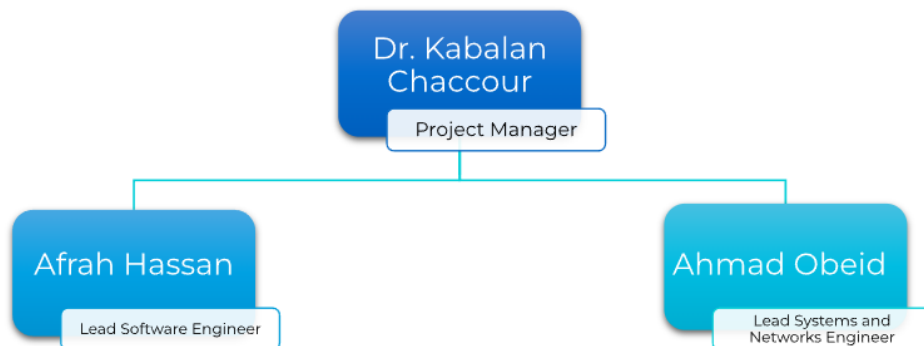 Dr. Kabalan
Chaccour
Project Manager
Afrah Hassan
Lead Software Engineer
Ahmad Obeid
Lead Systems and
Networks Engineer